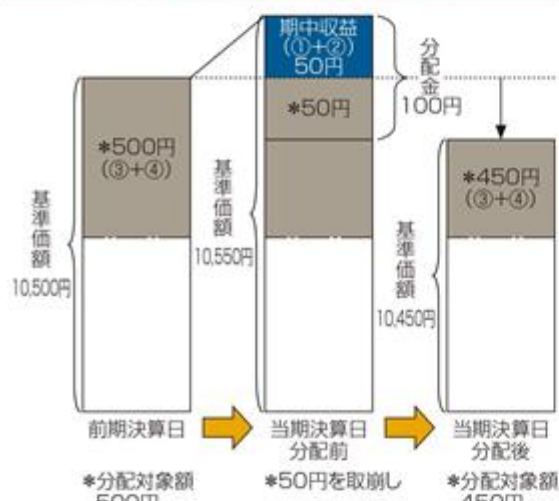 期中収益
(①+②)
50円
*50円
分配金
100円
*500円
(③+④)
基準価額
10,500円
基準価額
10,550円
*450円
(③+④)
基準価額
10,450円
前期決算日
当期決算日
分配前
当期決算日
分配後
*分配対象額
500円
*50円を取崩し
*分配対象額
450円